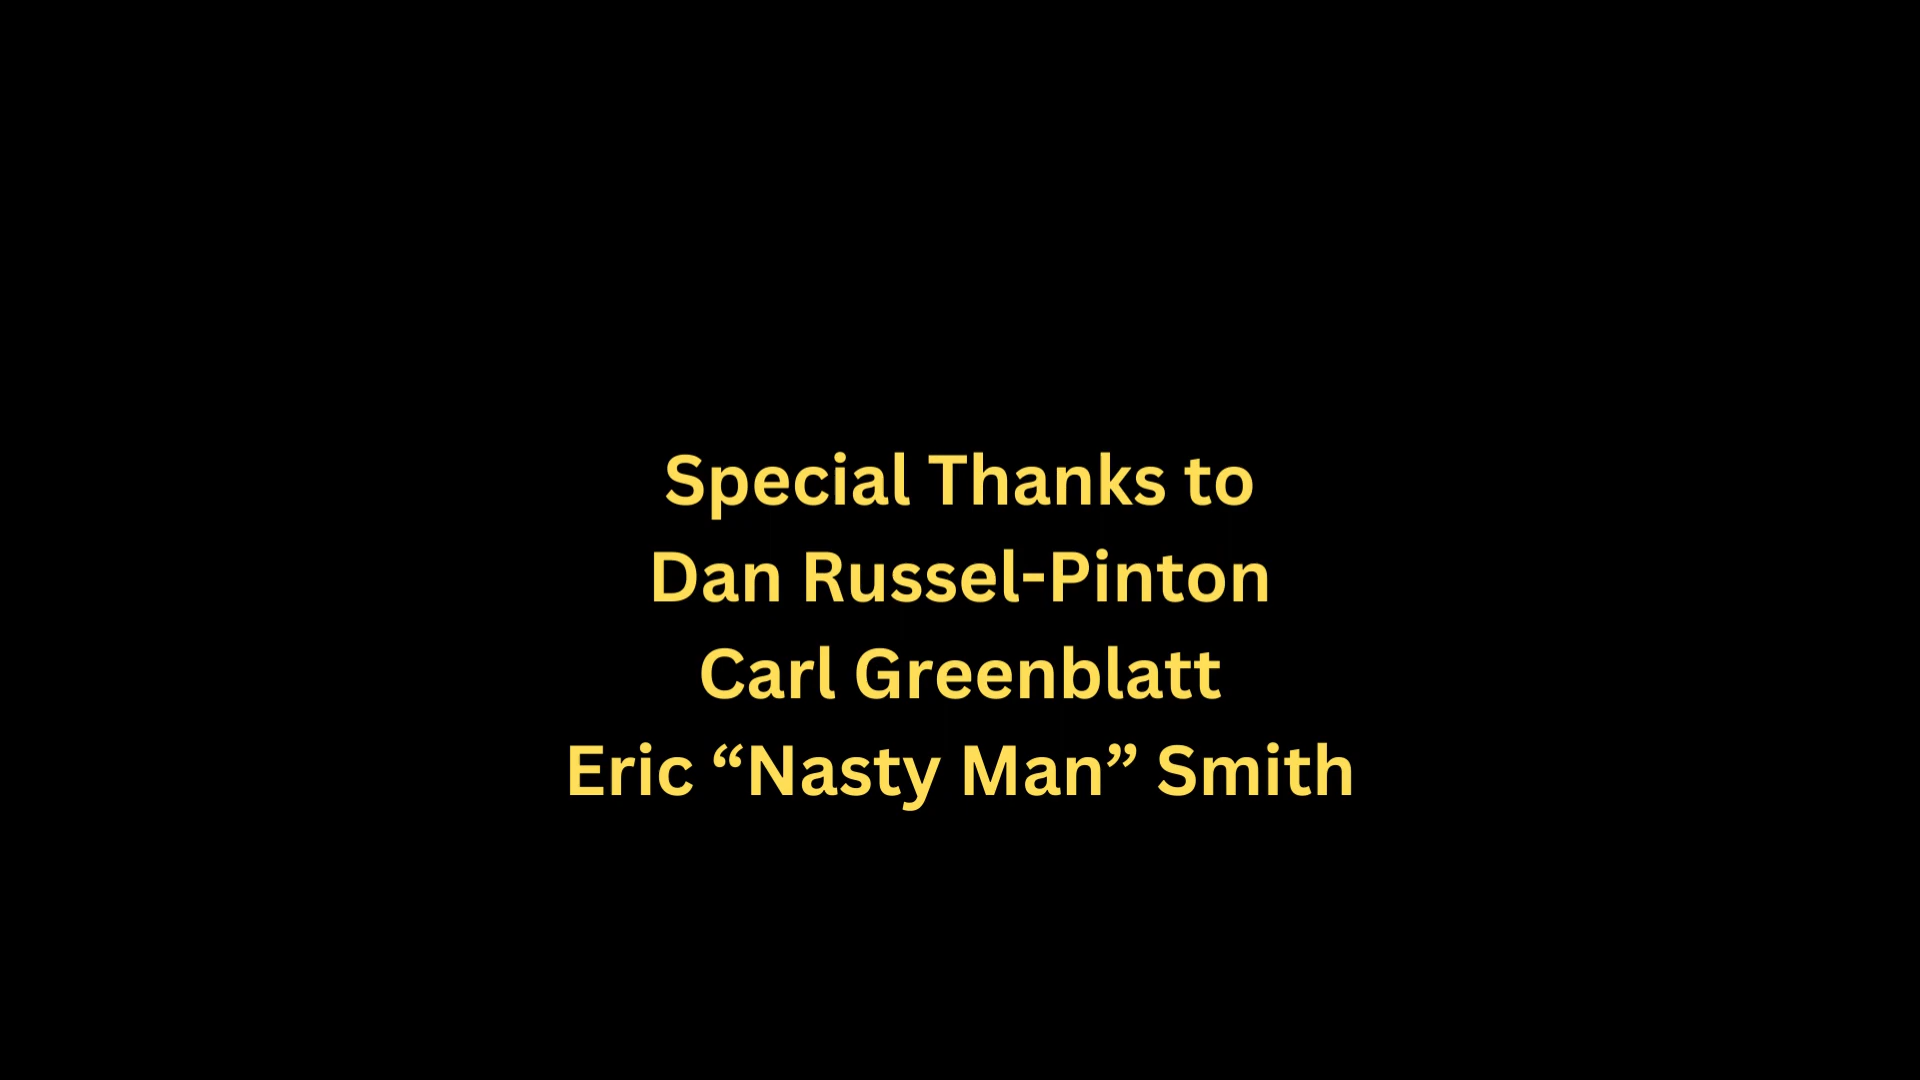 Special Thanks to
Dan Russel-Pinton
Carl Greenblatt
Eric “Nasty Man” Smith